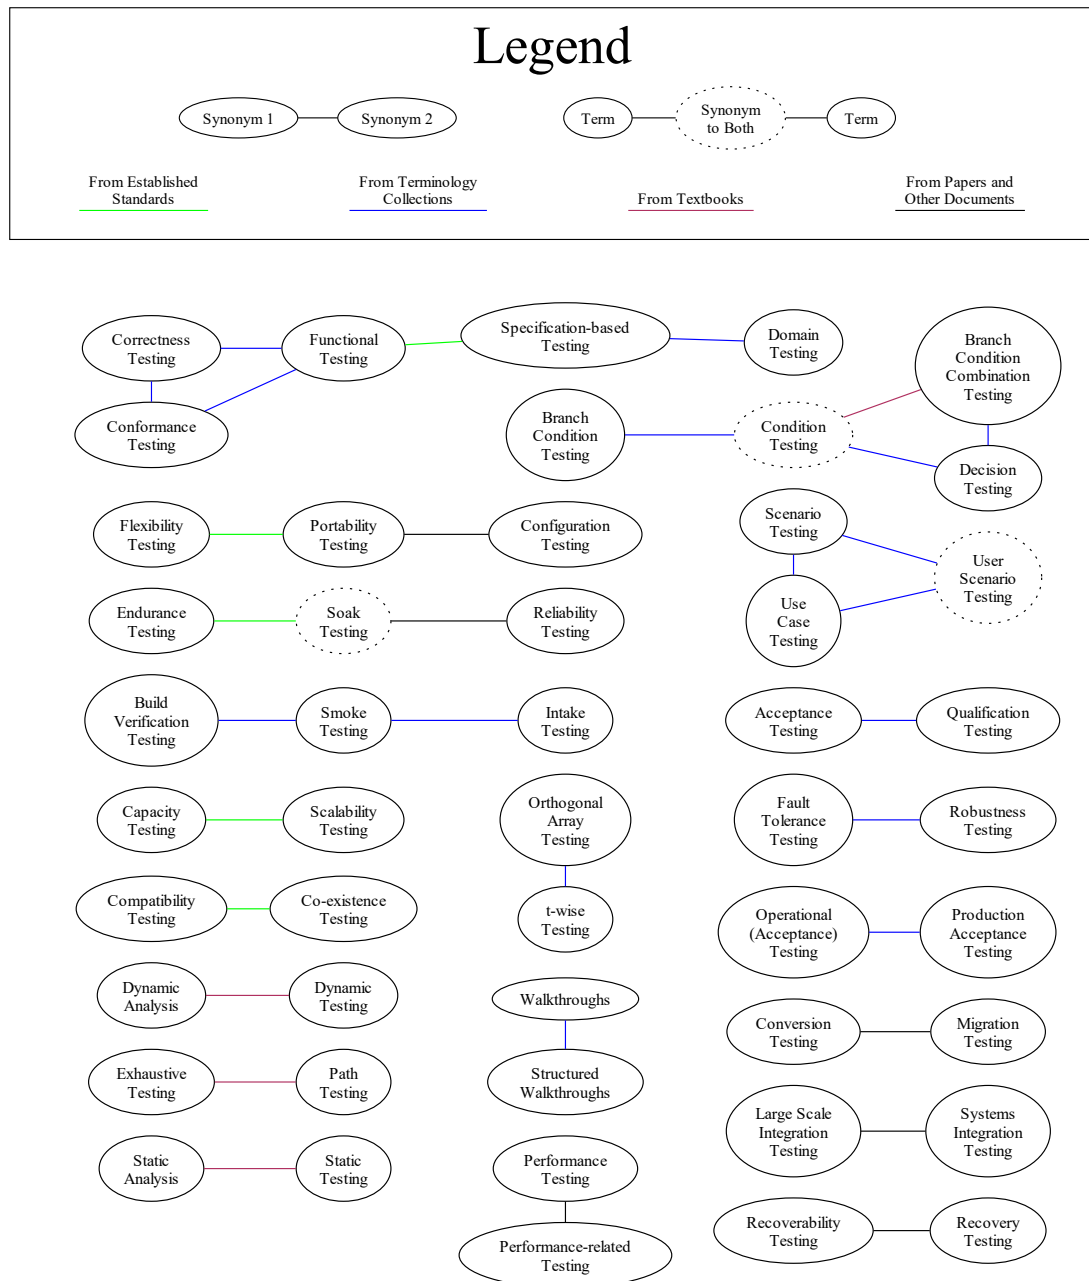 Legend
Synonym 1
Synonym 2
Term
Synonym
to Both
Term
From Established
Standards
From Terminology
Collections
From Textbooks
From Papers and
Other Documents
Correctness
Testing
Functional
Testing
Specification-based
Testing
Domain
Testing
Branch
Condition
Combination
Testing
Conformance
Testing
Branch
Condition
Testing
Condition
Testing
Decision
Testing
Flexibility
Testing
Portability
Testing
Configuration
Testing
Scenario
Testing
User
Scenario
Testing
Endurance
Testing
Soak
Testing
Reliability
Testing
Use
Case
Testing
Build
Verification
Testing
Smoke
Testing
Intake
Testing
Acceptance
Testing
Qualification
Testing
Capacity
Testing
Scalability
Testing
Orthogonal
Array
Testing
Fault
Tolerance
Testing
Robustness
Testing
Compatibility
Testing
Co-existence
Testing
t-wise
Testing
Operational
(Acceptance)
Testing
Production
Acceptance
Testing
Dynamic
Analysis
Dynamic
Testing
Walkthroughs
Conversion
Testing
Migration
Testing
Exhaustive
Testing
Path
Testing
Structured
Walkthroughs
Large Scale
Integration
Testing
Systems
Integration
Testing
Static
Analysis
Static
Testing
Performance
Testing
Recoverability
Testing
Recovery
Testing
Performance-related
Testing